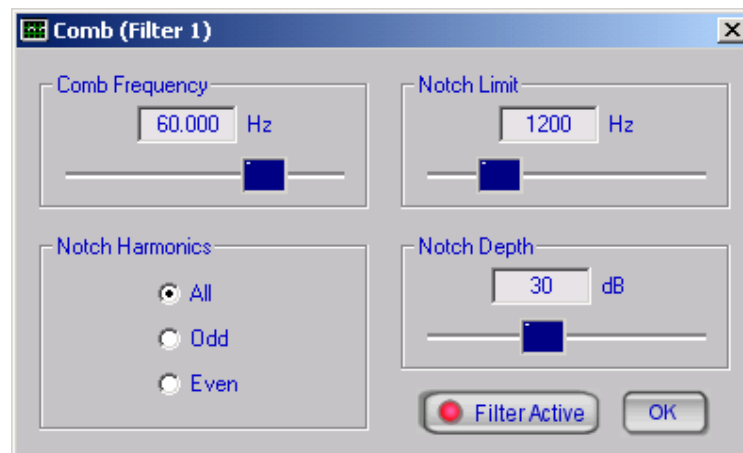 Comb (Filter 1)
Comb Frequency
60.000 Hz
Notch Limit
1200 Hz
Notch Harmonics
All
Odd
Even
Notch Depth
30 dB
Filter Active
OK